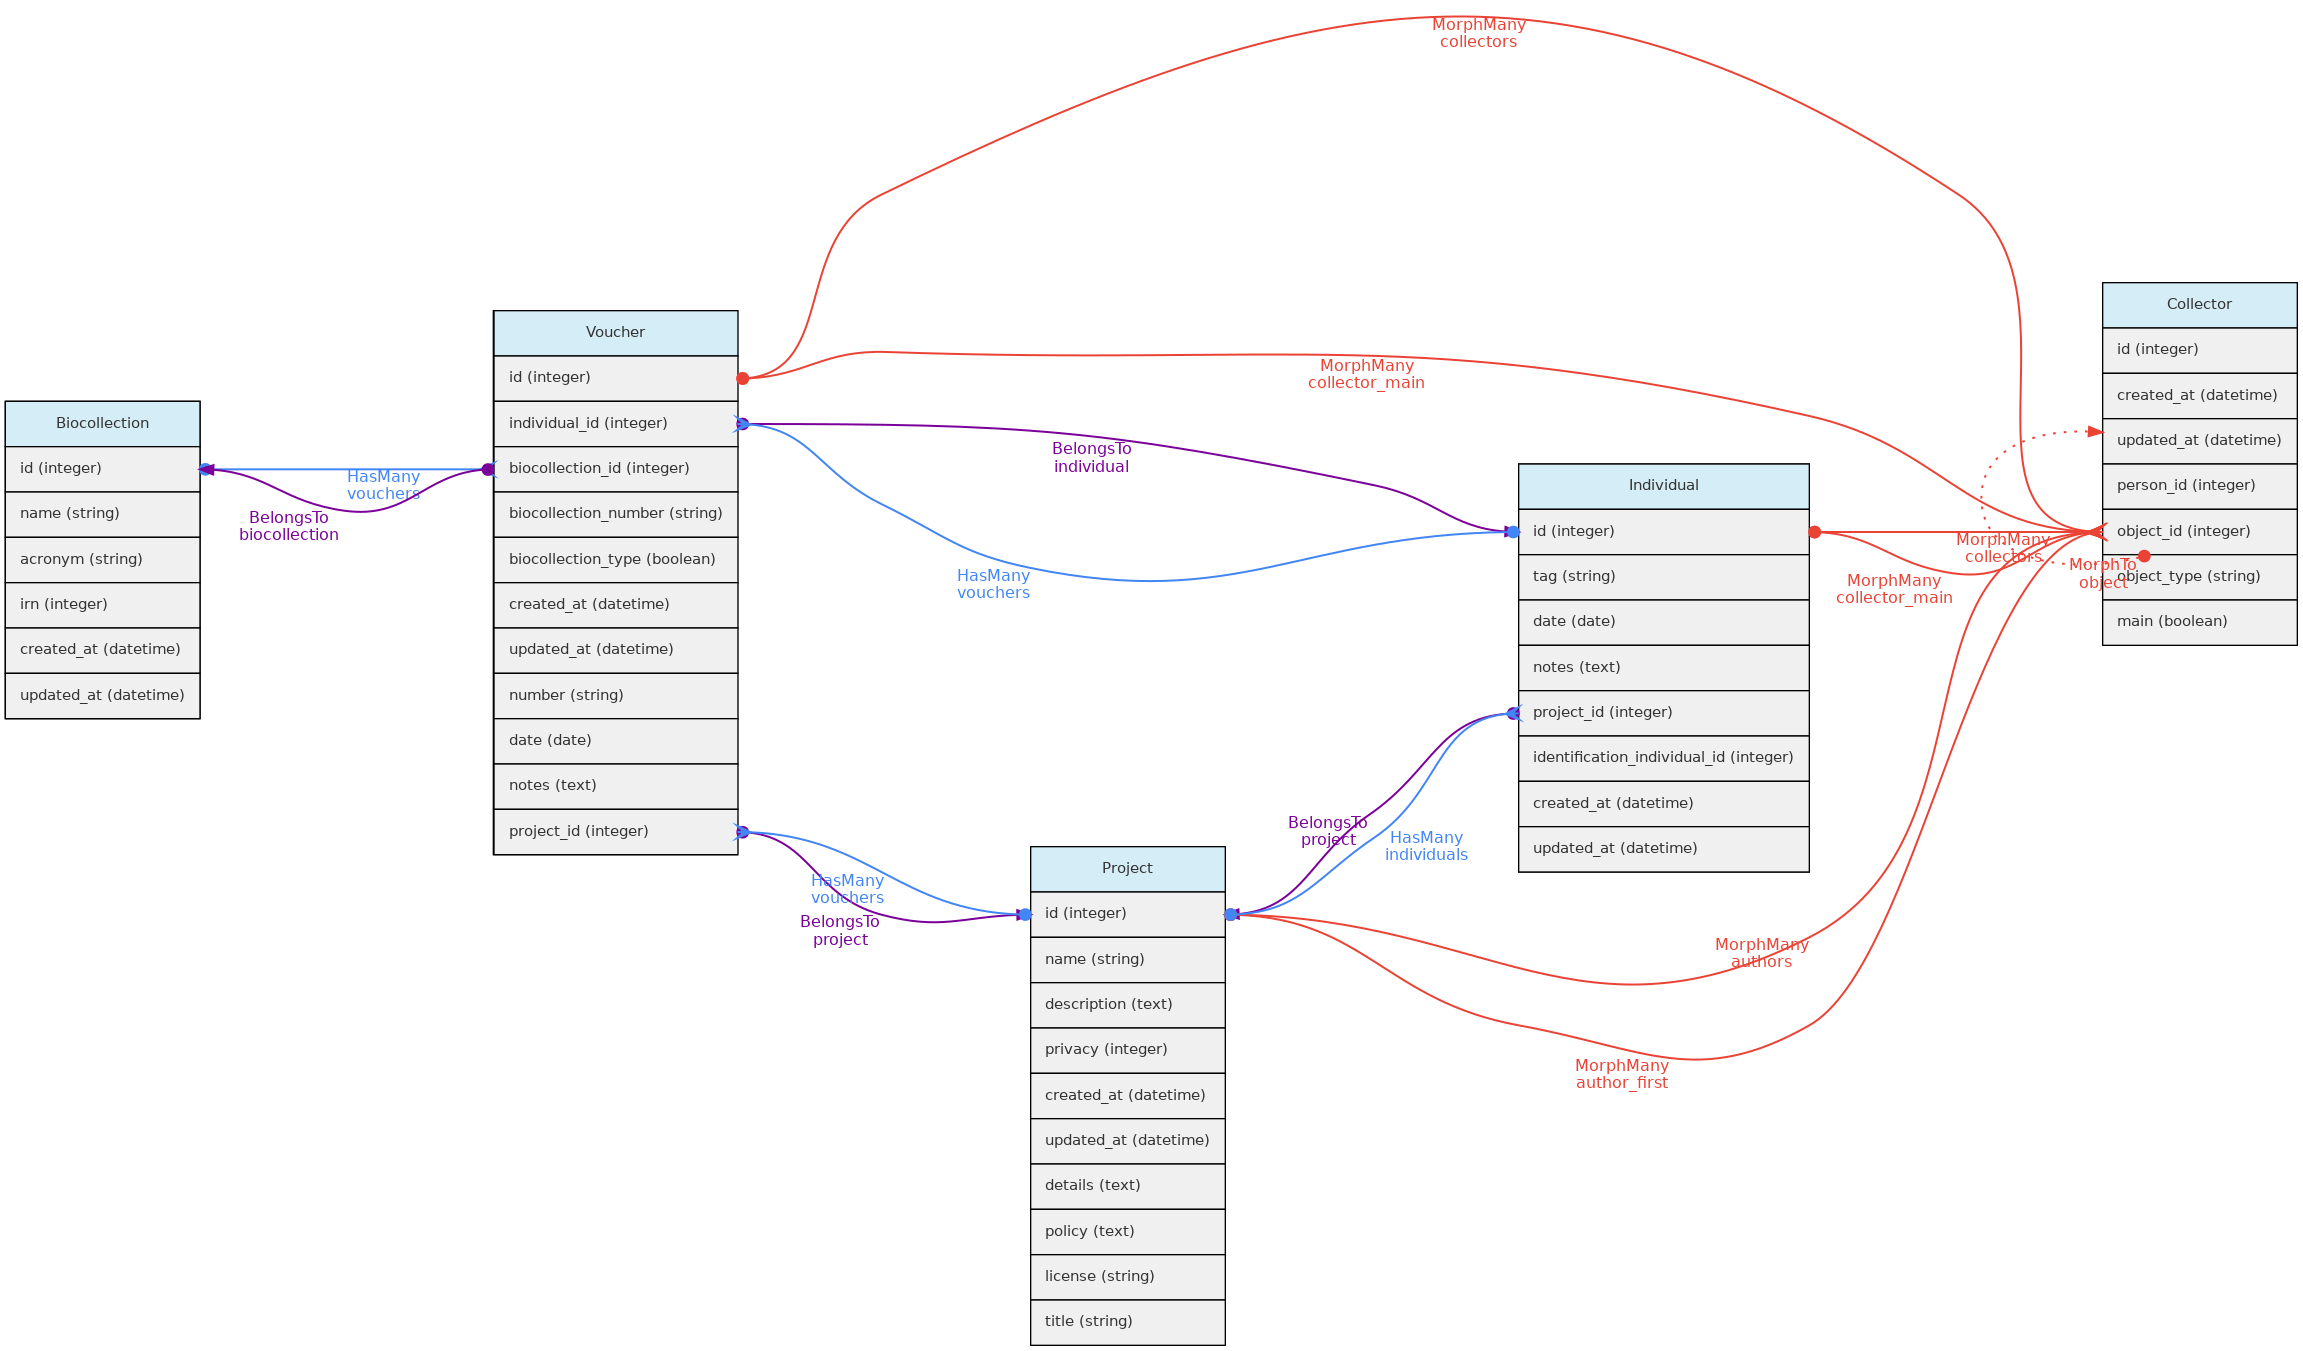 MorphMany
collectors
Collector
id (integer)
created_at (datetime)
updated_at (datetime)
person_id (integer)
object_id (integer)
object_type (string)
main (boolean)
Voucher
id (integer)
individual_id (integer)
biocollection_id (integer)
biocollection_number (string)
biocollection_type (boolean)
created_at (datetime)
updated_at (datetime)
number (string)
date (date)
notes (text)
project_id (integer)
MorphMany
collector_main
Biocollection
id (integer)
name (string)
acronym (string)
irn (integer)
created_at (datetime)
updated_at (datetime)
HasMany
vouchers
BelongsTo
biocollection
BelongsTo
individual
HasMany
vouchers
Individual
id (integer)
tag (string)
date (date)
notes (text)
project_id (integer)
identification_individual_id (integer)
created_at (datetime)
updated_at (datetime)
MorphMany
collectors
MorphTo
object
MorphMany
collector_main
BelongsTo
project
HasMany
individuals
HasMany
vouchers
BelongsTo
project
Project
id (integer)
name (string)
description (text)
privacy (integer)
created_at (datetime)
updated_at (datetime)
details (text)
policy (text)
license (string)
title (string)
MorphMany
authors
MorphMany
author_first